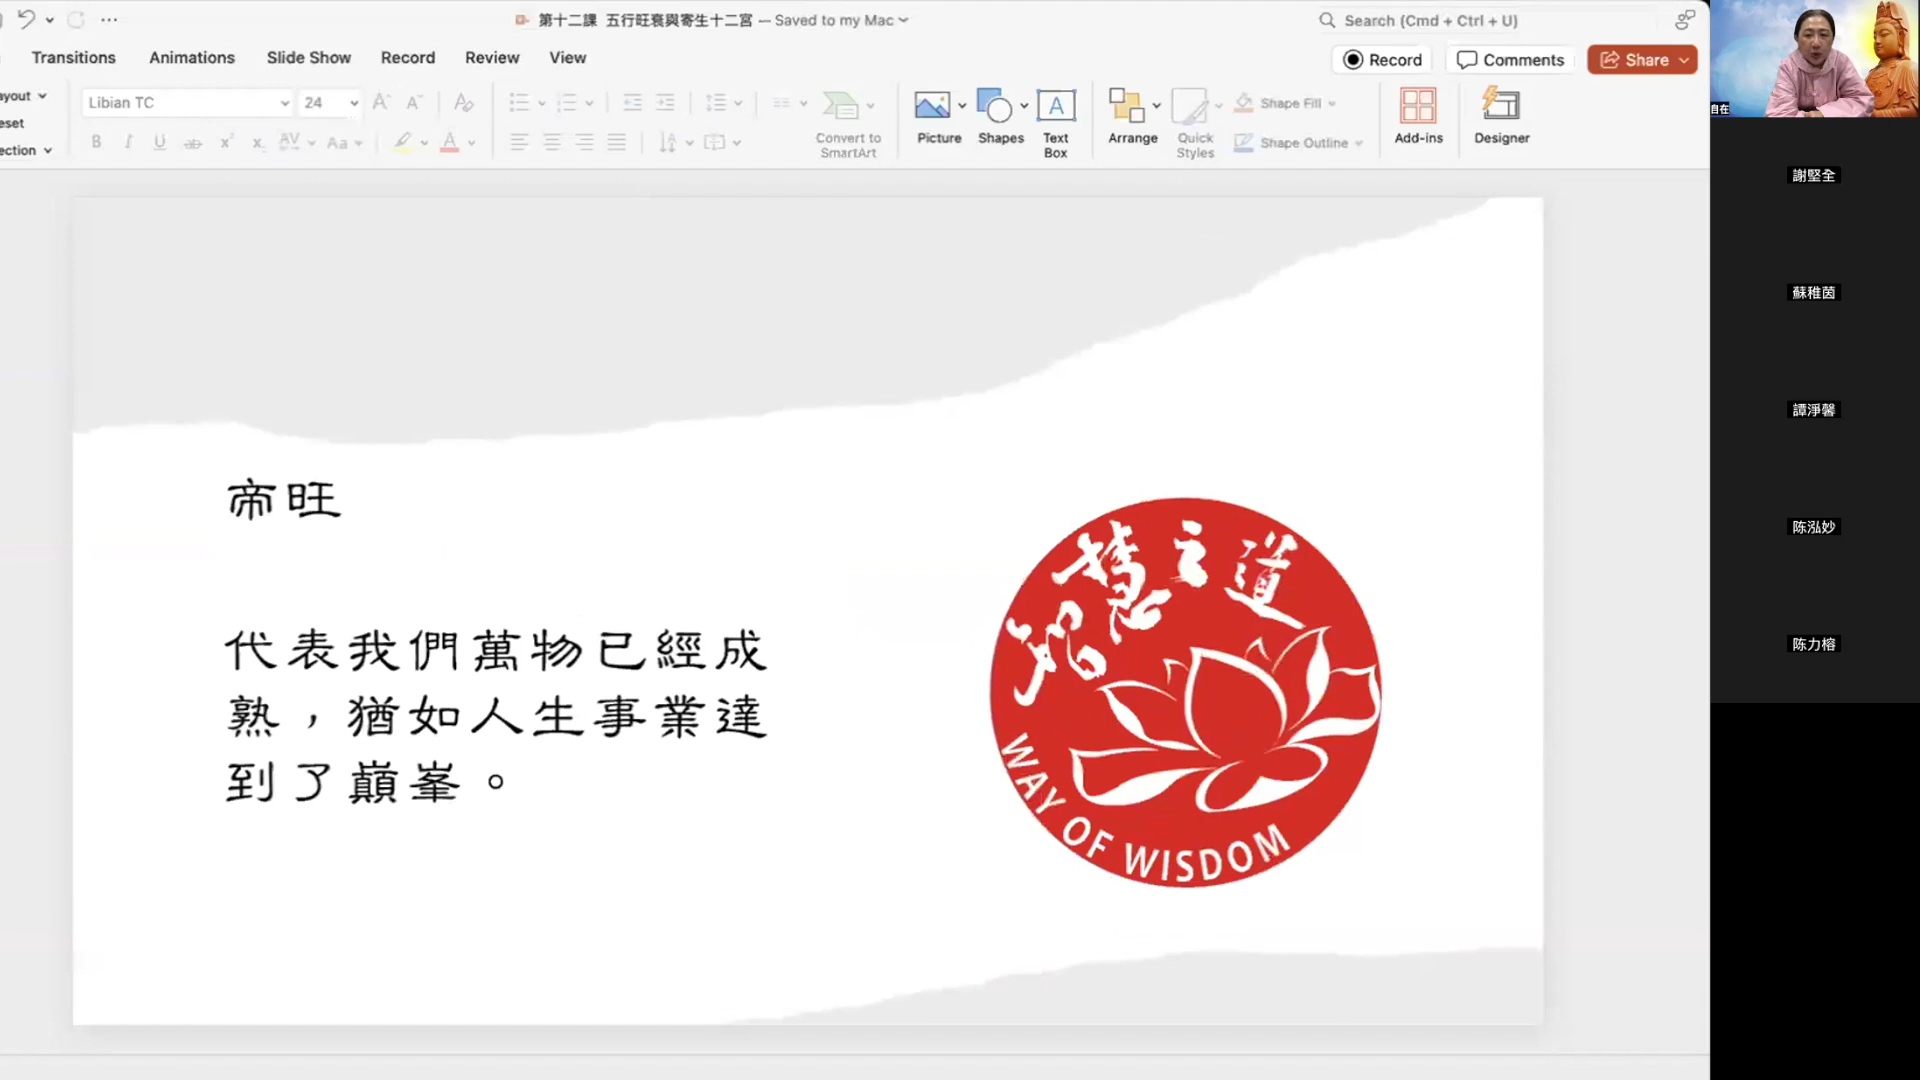 第十二課 五行旺衰與寄生十二宮 — Saved to my Mac
Search (Cmd + Ctrl + U)
Transitions Animations Slide Show Record Review View
Record Comments Share
ayout
eset
ection
Libian TC 24
Convert to SmartArt
Picture Shapes Text Box
Arrange Quick Styles
Shape Fill
Shape Outline
Add-ins Designer
帝旺
代表我們萬物已經成
熟，猶如人生事業達
到了巔峯。
智慧之道
WAY OF WISDOM
自在
謝堅全
蘇稚茵
譚淨馨
陈泓妙
陈力榕